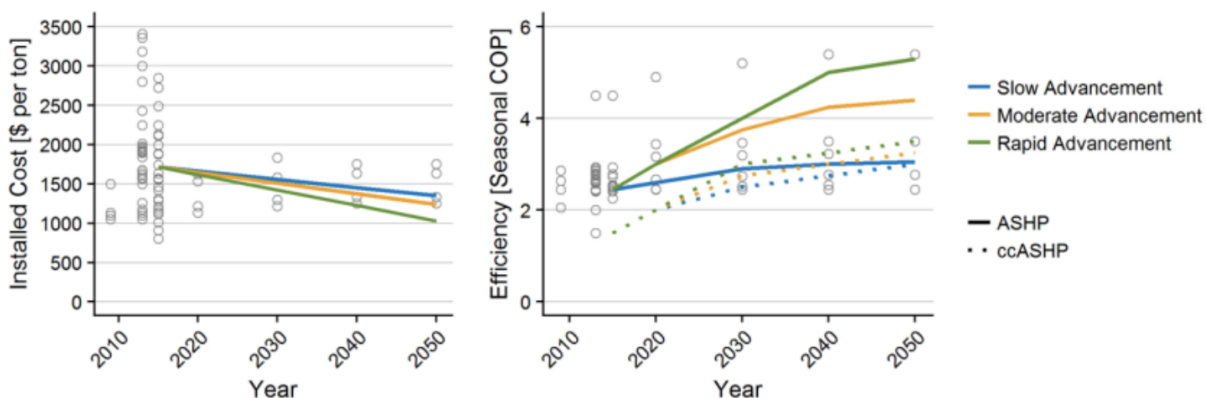 Installed Cost [$ per ton]
3500
3000
2500
2000
1500
1000
500
0
2010
2020
2030
2040
2050
Year
Efficiency [Seasonal COP]
6
4
2
0
2010
2020
2030
2040
2050
Year
Slow Advancement
Moderate Advancement
Rapid Advancement
ASHP
ccASHP